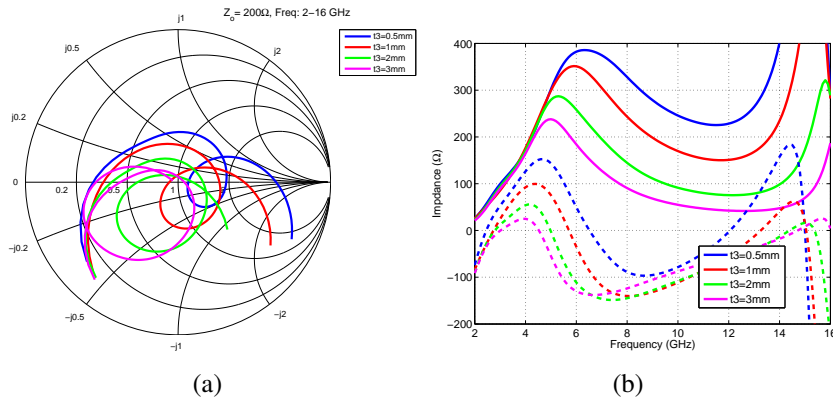 Z₀ = 200Ω, Freq: 2−16 GHz
t3=0.5mm
t3=1mm
t3=2mm
t3=3mm
j1
j0.5
j2
j0.2
0
0.2
0.5
1
−j0.2
−j0.5
−j2
−j1
(a)
400
300
200
100
0
−100
−200
Impdance (Ω)
t3=0.5mm
t3=1mm
t3=2mm
t3=3mm
2
4
6
8
10
12
14
16
Frequency (GHz)
(b)